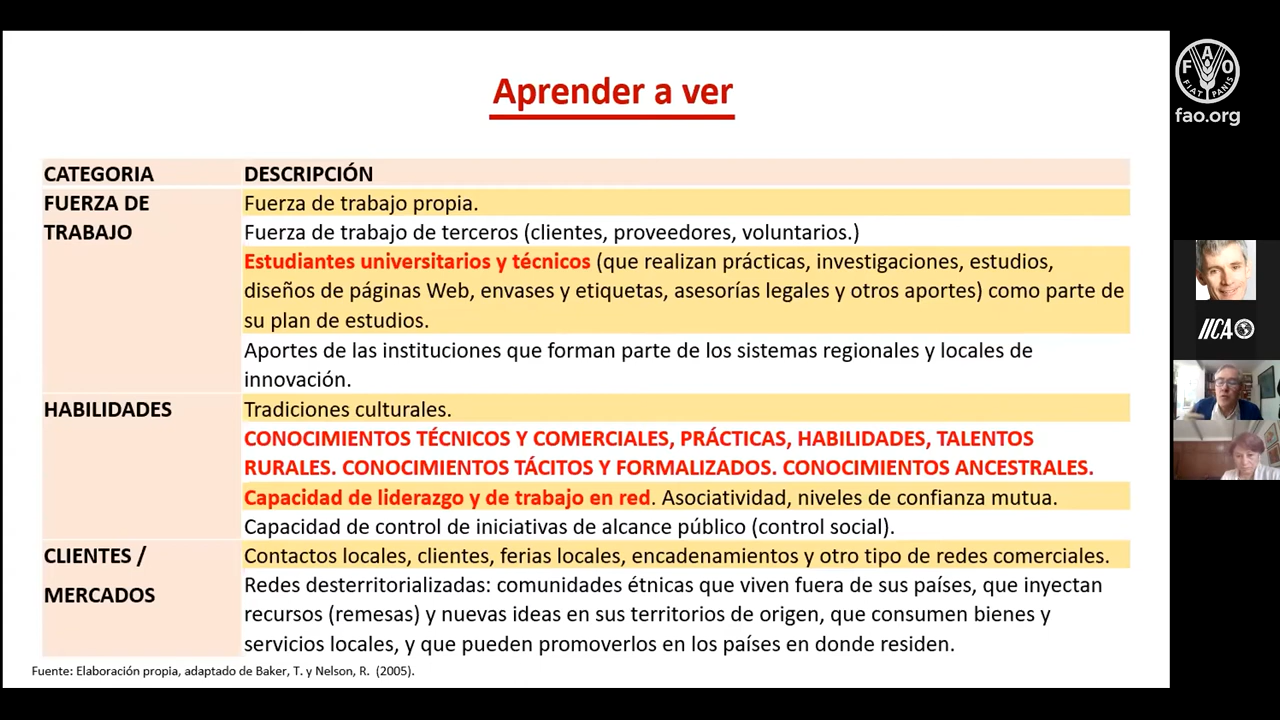 Aprender a ver
CATEGORIA DESCRIPCIÓN
FUERZA DE TRABAJO
Fuerza de trabajo propia.
Fuerza de trabajo de terceros (clientes, proveedores, voluntarios.)
Estudiantes universitarios y técnicos (que realizan prácticas, investigaciones, estudios,
diseños de páginas Web, envases y etiquetas, asesorías legales y otros aportes) como parte de
su plan de estudios.
Aportes de las instituciones que forman parte de los sistemas regionales y locales de
innovación.
HABILIDADES
Tradiciones culturales.
CONOCIMIENTOS TÉCNICOS Y COMERCIALES, PRÁCTICAS, HABILIDADES, TALENTOS
RURALES. CONOCIMIENTOS TÁCITOS Y FORMALIZADOS. CONOCIMIENTOS ANCESTRALES.
Capacidad de liderazgo y de trabajo en red. Asociatividad, niveles de confianza mutua.
Capacidad de control de iniciativas de alcance público (control social).
CLIENTES /
MERCADOS
Contactos locales, clientes, ferias locales, encadenamientos y otro tipo de redes comerciales.
Redes desterritorializadas: comunidades étnicas que viven fuera de sus países, que inyectan
recursos (remesas) y nuevas ideas en sus territorios de origen, que consumen bienes y
servicios locales, y que pueden promoverlos en los países en donde residen.
Fuente: Elaboración propia, adaptado de Baker, T. y Nelson, R. (2005).
FAO
FIAT PANIS
fao.org
IICA